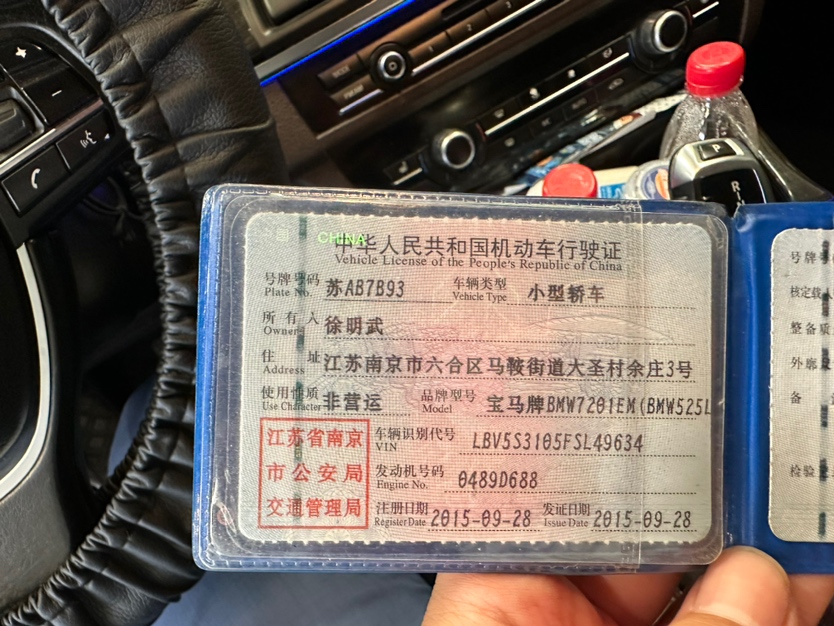 CHINA
中华人民共和国机动车行驶证
Vehicle License of the People's Republic of China
号牌号码 苏AB7B93 车辆类型 小型轿车
Plate No. Vehicle Type
所有人 徐明武
Owner
住址 江苏南京市六合区马鞍街道大圣村余庄3号
Address
使用性质 非营运 品牌型号 宝马牌BMW7201EM(BMW525L
Use Character Model
江苏省南京
市公安局
交通管理局
车辆识别代号 LBV5S3105FSL49634
VIN
发动机号码 0489D688
Engine No.
注册日期 2015-09-28 发证日期 2015-09-28
Register Date Issue Date
号牌
核定载
整备质
外廓
备
检验
P
R
N